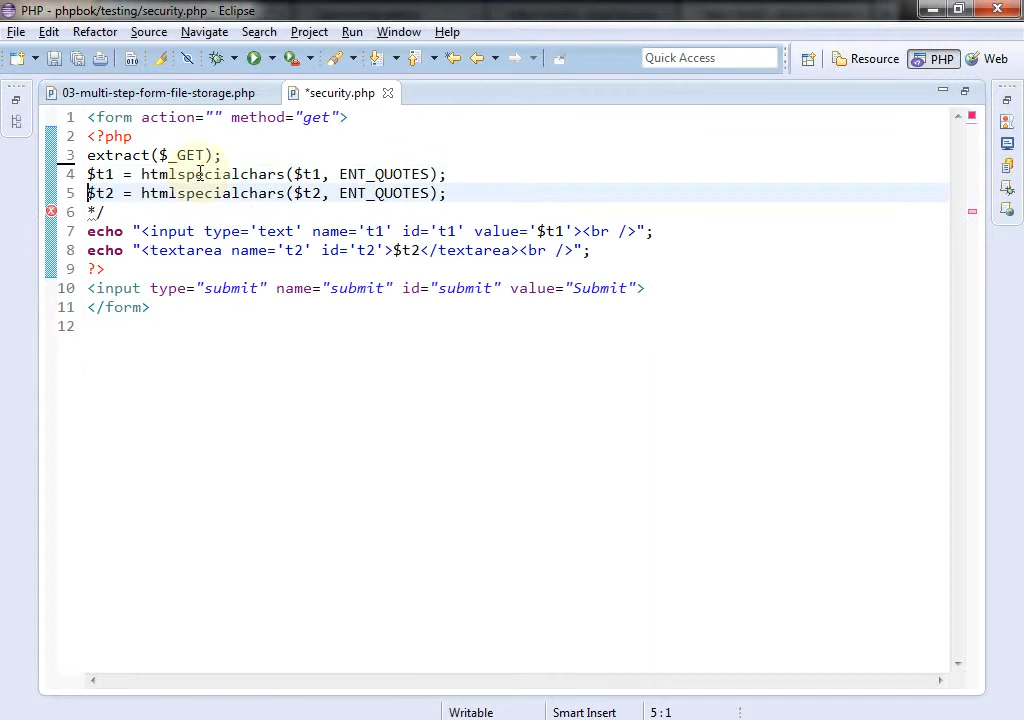 PHP - phpbok/testing/security.php - Eclipse
File Edit Refactor Source Navigate Search Project Run Window Help
Quick Access Resource PHP Web
03-multi-step-form-file-storage.php *security.php
1 <form action="" method="get">
2 <?php
3 extract($_GET);
4 $t1 = htmlspecialchars($t1, ENT_QUOTES);
5 $t2 = htmlspecialchars($t2, ENT_QUOTES);
6 */
7 echo "<input type='text' name='t1' id='t1' value='$t1'><br />";
8 echo "<textarea name='t2' id='t2'>$t2</textarea><br />";
9 ?>
10 <input type="submit" name="submit" id="submit" value="Submit">
11 </form>
12
Writable Smart Insert 5:1